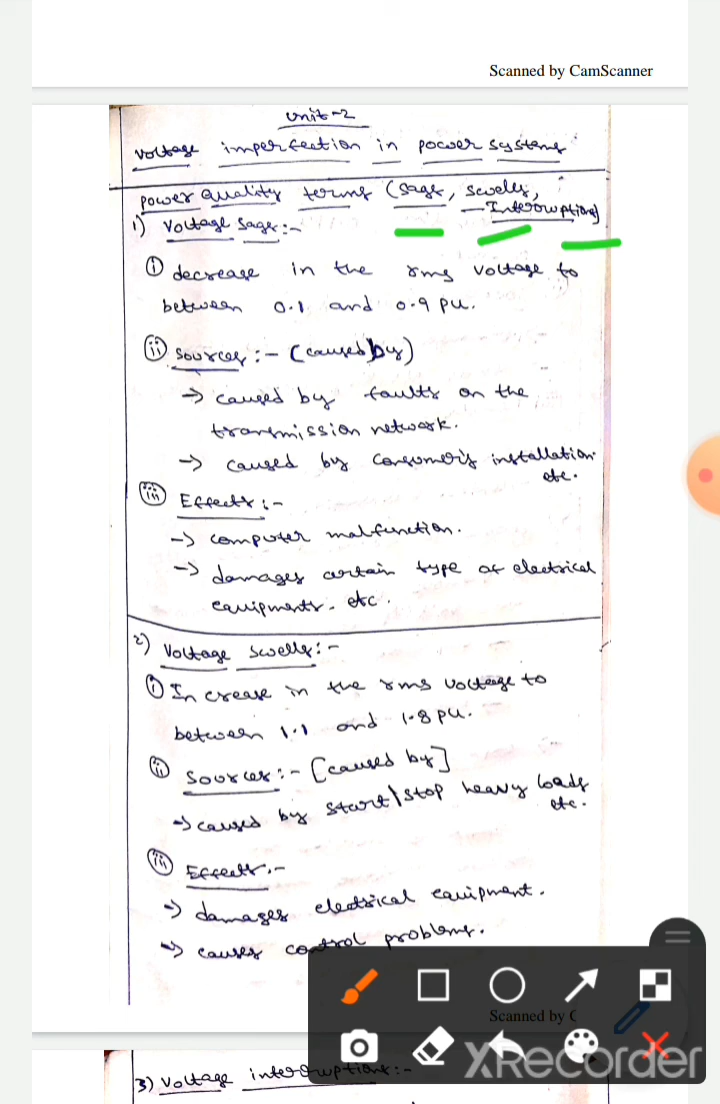 Scanned by CamScanner
Unit-2
Voltage imperfection in power systems
power Quality terms (sags, swells,
Interruptions)
1) Voltage sags:-
(i) decrease in the rms voltage to
between 0.1 and 0.9 pu.
(ii) Sources:- (caused by)
→ caused by faults on the
transmission network.
→ caused by consumer's installation
etc.
(iii) Effects:-
→ computer malfunction.
→ damages certain type of electrical
equipments. etc.
2) Voltage swells:-
(i) Increase in the rms voltage to
between 1.1 and 1.8 pu.
(ii) Sources:- [caused by]
→ caused by start/stop heavy loads
etc.
(iii) Effects:-
→ damages electrical equipment.
→ causes control problems.
Scanned by C
XRecorder
3) Voltage interruptions:-